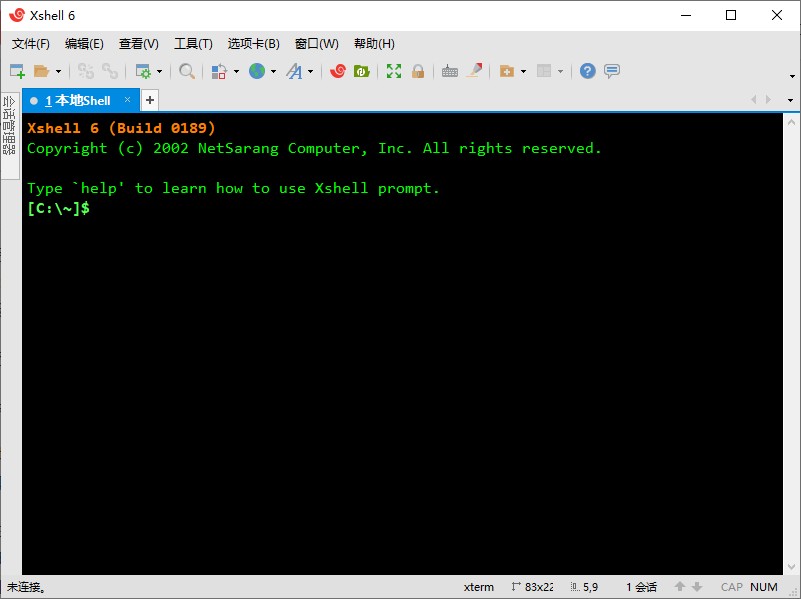 Xshell 6
文件(F) 编辑(E) 查看(V) 工具(T) 选项卡(B) 窗口(W) 帮助(H)
会话管理器
1 本地Shell × +
Xshell 6 (Build 0189)
Copyright (c) 2002 NetSarang Computer, Inc. All rights reserved.
Type `help' to learn how to use Xshell prompt.
[C:\~]$
未连接。 xterm 83x22 5,9 1 会话 CAP NUM